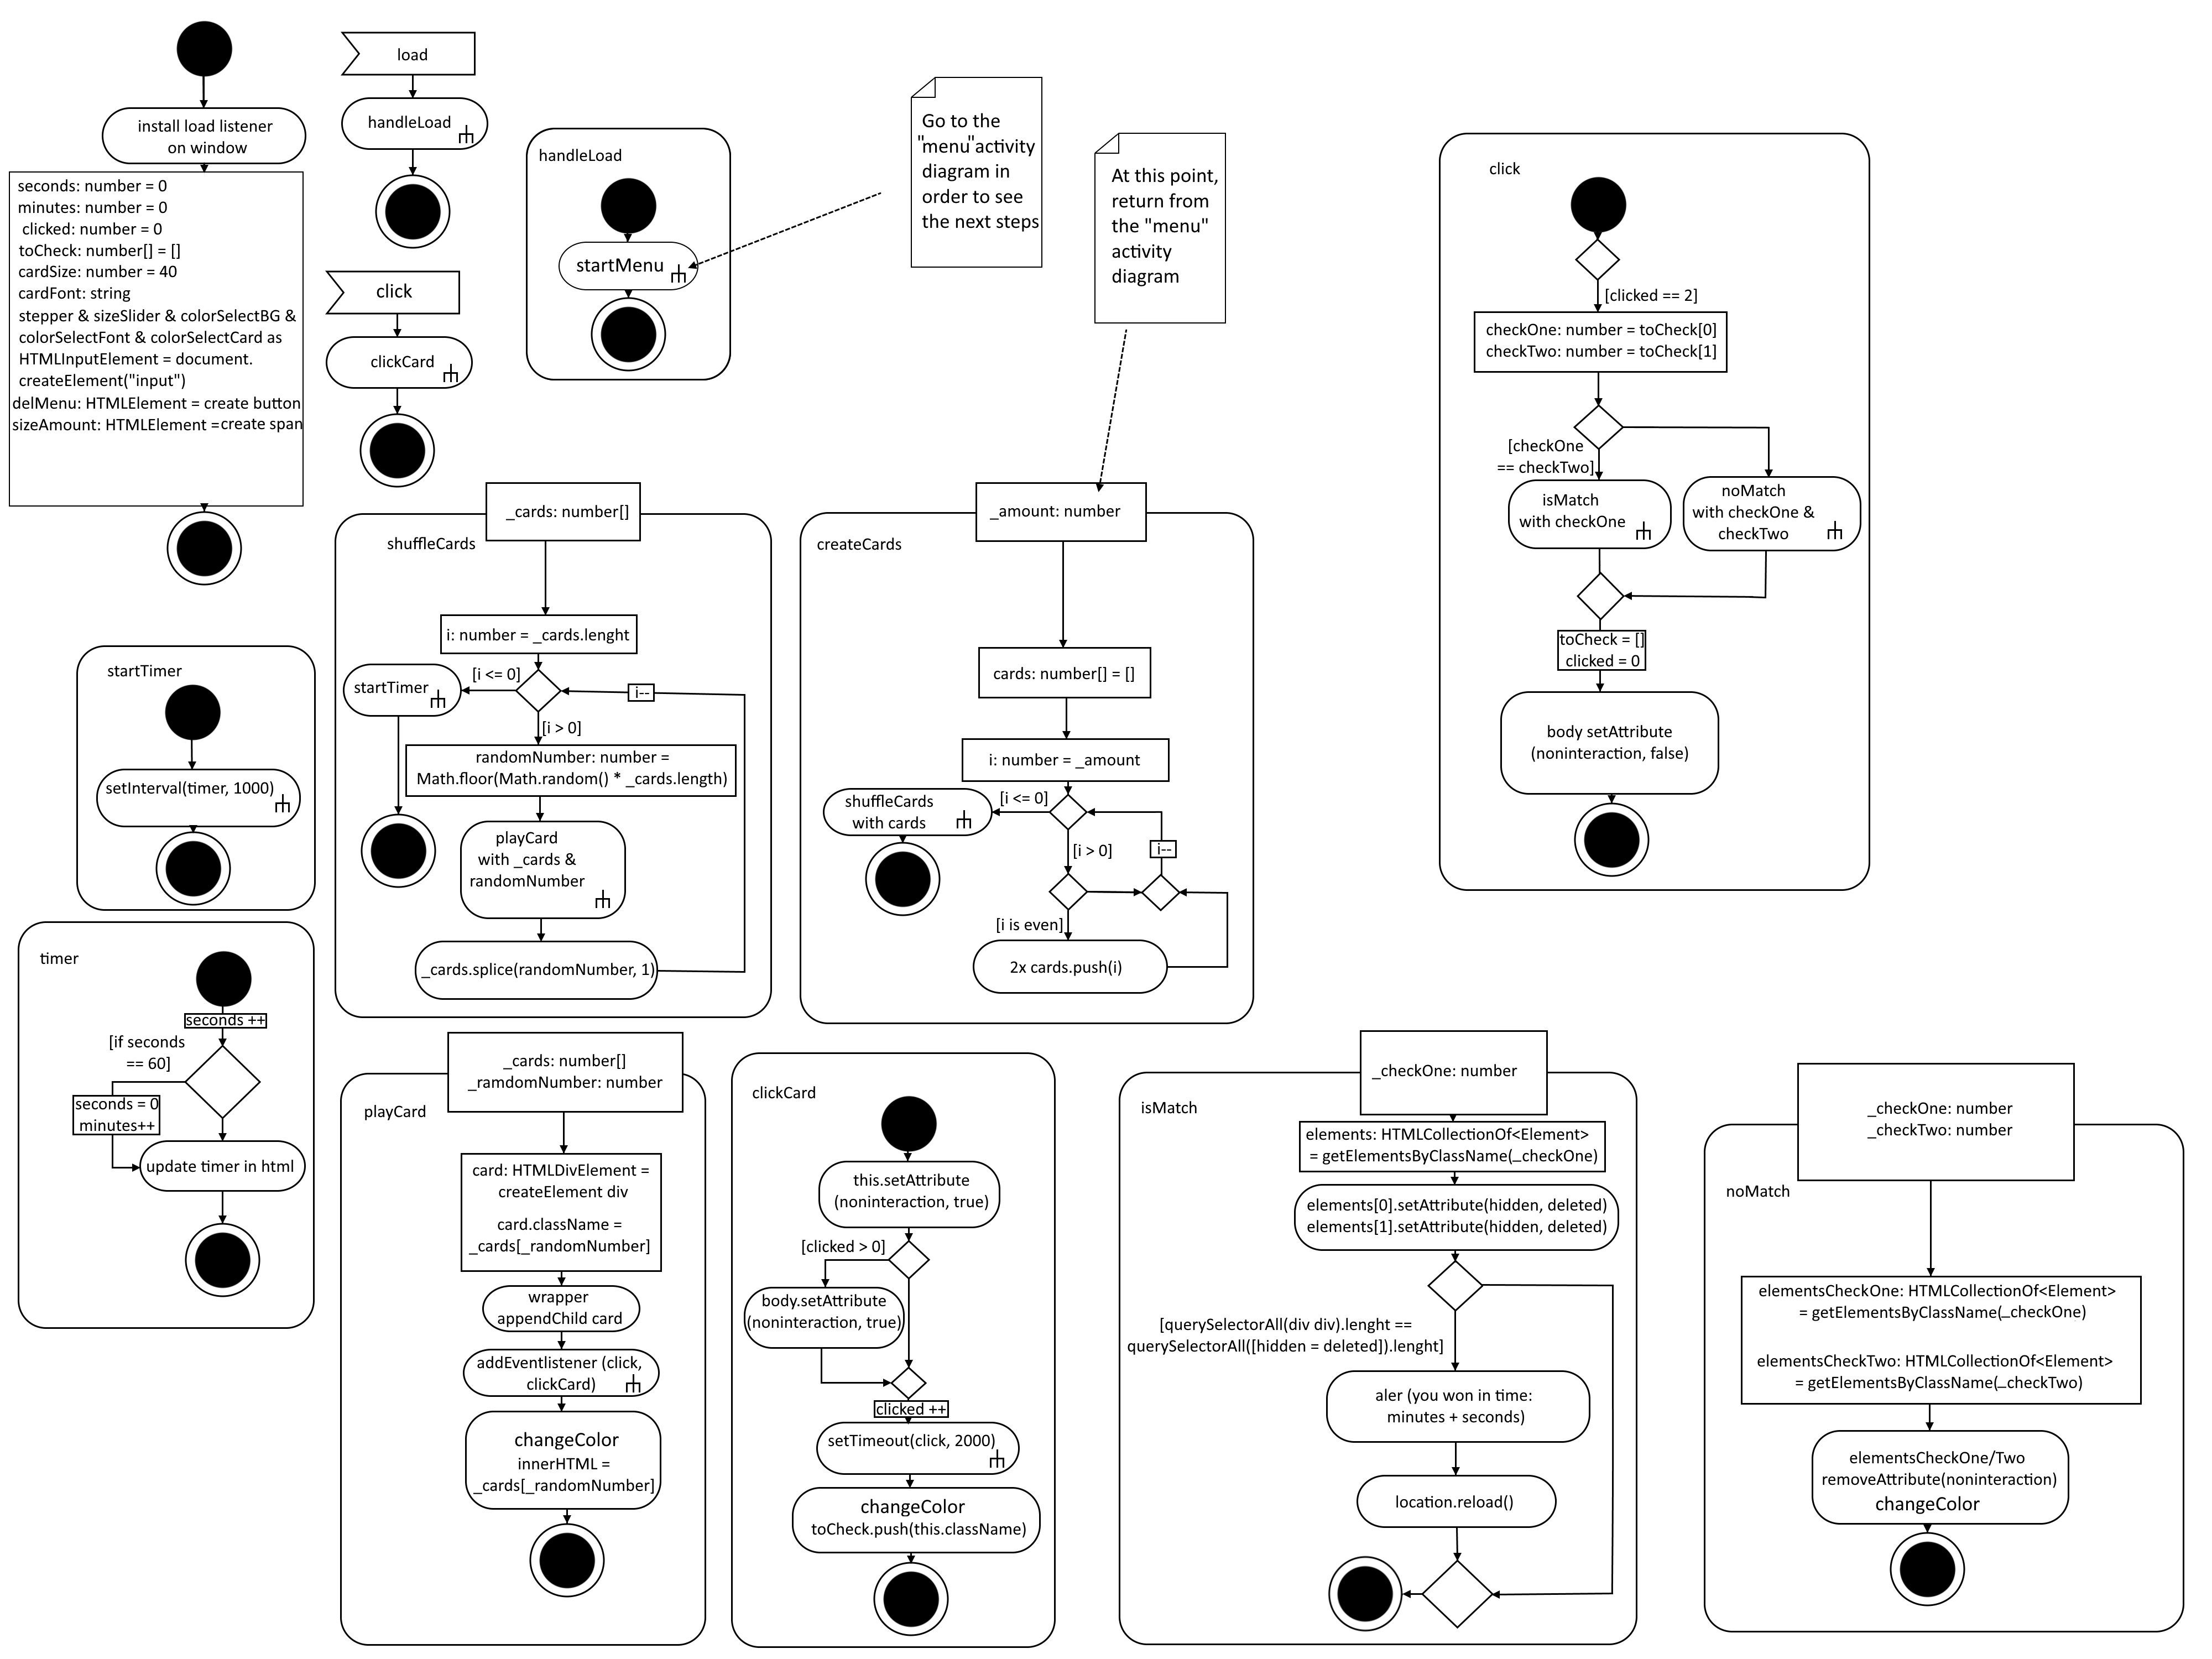 install load listener
on window
seconds: number = 0
minutes: number = 0
clicked: number = 0
toCheck: number[] = []
cardSize: number = 40
cardFont: string
stepper & sizeSlider & colorSelectBG &
colorSelectFont & colorSelectCard as
HTMLInputElement = document.
createElement("input")
delMenu: HTMLElement = create button
sizeAmount: HTMLElement =create span
load
handleLoad
click
clickCard
handleLoad
startMenu
Go to the
"menu"activity
diagram in
order to see
the next steps
At this point,
return from
the "menu"
activity
diagram
click
[clicked == 2]
checkOne: number = toCheck[0]
checkTwo: number = toCheck[1]
[checkOne
== checkTwo]
isMatch
with checkOne
noMatch
with checkOne &
checkTwo
toCheck = []
clicked = 0
body setAttribute
(noninteraction, false)
_cards: number[]
shuffleCards
i: number = _cards.lenght
startTimer
[i <= 0]
i--
[i > 0]
randomNumber: number =
Math.floor(Math.random() * _cards.length)
playCard
with _cards &
randomNumber
_cards.splice(randomNumber, 1)
_amount: number
createCards
cards: number[] = []
i: number = _amount
shuffleCards
with cards
[i <= 0]
[i > 0]
i--
[i is even]
2x cards.push(i)
startTimer
setInterval(timer, 1000)
timer
seconds ++
[if seconds
== 60]
seconds = 0
minutes++
update timer in html
_cards: number[]
_ramdomNumber: number
playCard
card: HTMLDivElement =
createElement div
card.className =
_cards[_randomNumber]
wrapper
appendChild card
addEventlistener (click,
clickCard)
changeColor
innerHTML =
_cards[_randomNumber]
clickCard
this.setAttribute
(noninteraction, true)
[clicked > 0]
body.setAttribute
(noninteraction, true)
clicked ++
setTimeout(click, 2000)
changeColor
toCheck.push(this.className)
_checkOne: number
isMatch
elements: HTMLCollectionOf<Element>
= getElementsByClassName(_checkOne)
elements[0].setAttribute(hidden, deleted)
elements[1].setAttribute(hidden, deleted)
[querySelectorAll(div div).lenght ==
querySelectorAll([hidden = deleted]).lenght]
aler (you won in time:
minutes + seconds)
location.reload()
_checkOne: number
_checkTwo: number
noMatch
elementsCheckOne: HTMLCollectionOf<Element>
= getElementsByClassName(_checkOne)
elementsCheckTwo: HTMLCollectionOf<Element>
= getElementsByClassName(_checkTwo)
elementsCheckOne/Two
removeAttribute(noninteraction)
changeColor